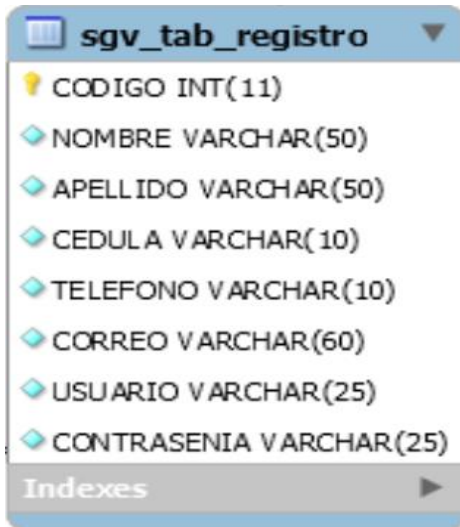 sgv_tab_registro
CODIGO INT(11)
NOMBRE VARCHAR(50)
APELLIDO VARCHAR(50)
CEDULA VARCHAR(10)
TELEFONO VARCHAR(10)
CORREO VARCHAR(60)
USUARIO VARCHAR(25)
CONTRASENIA VARCHAR(25)
Indexes